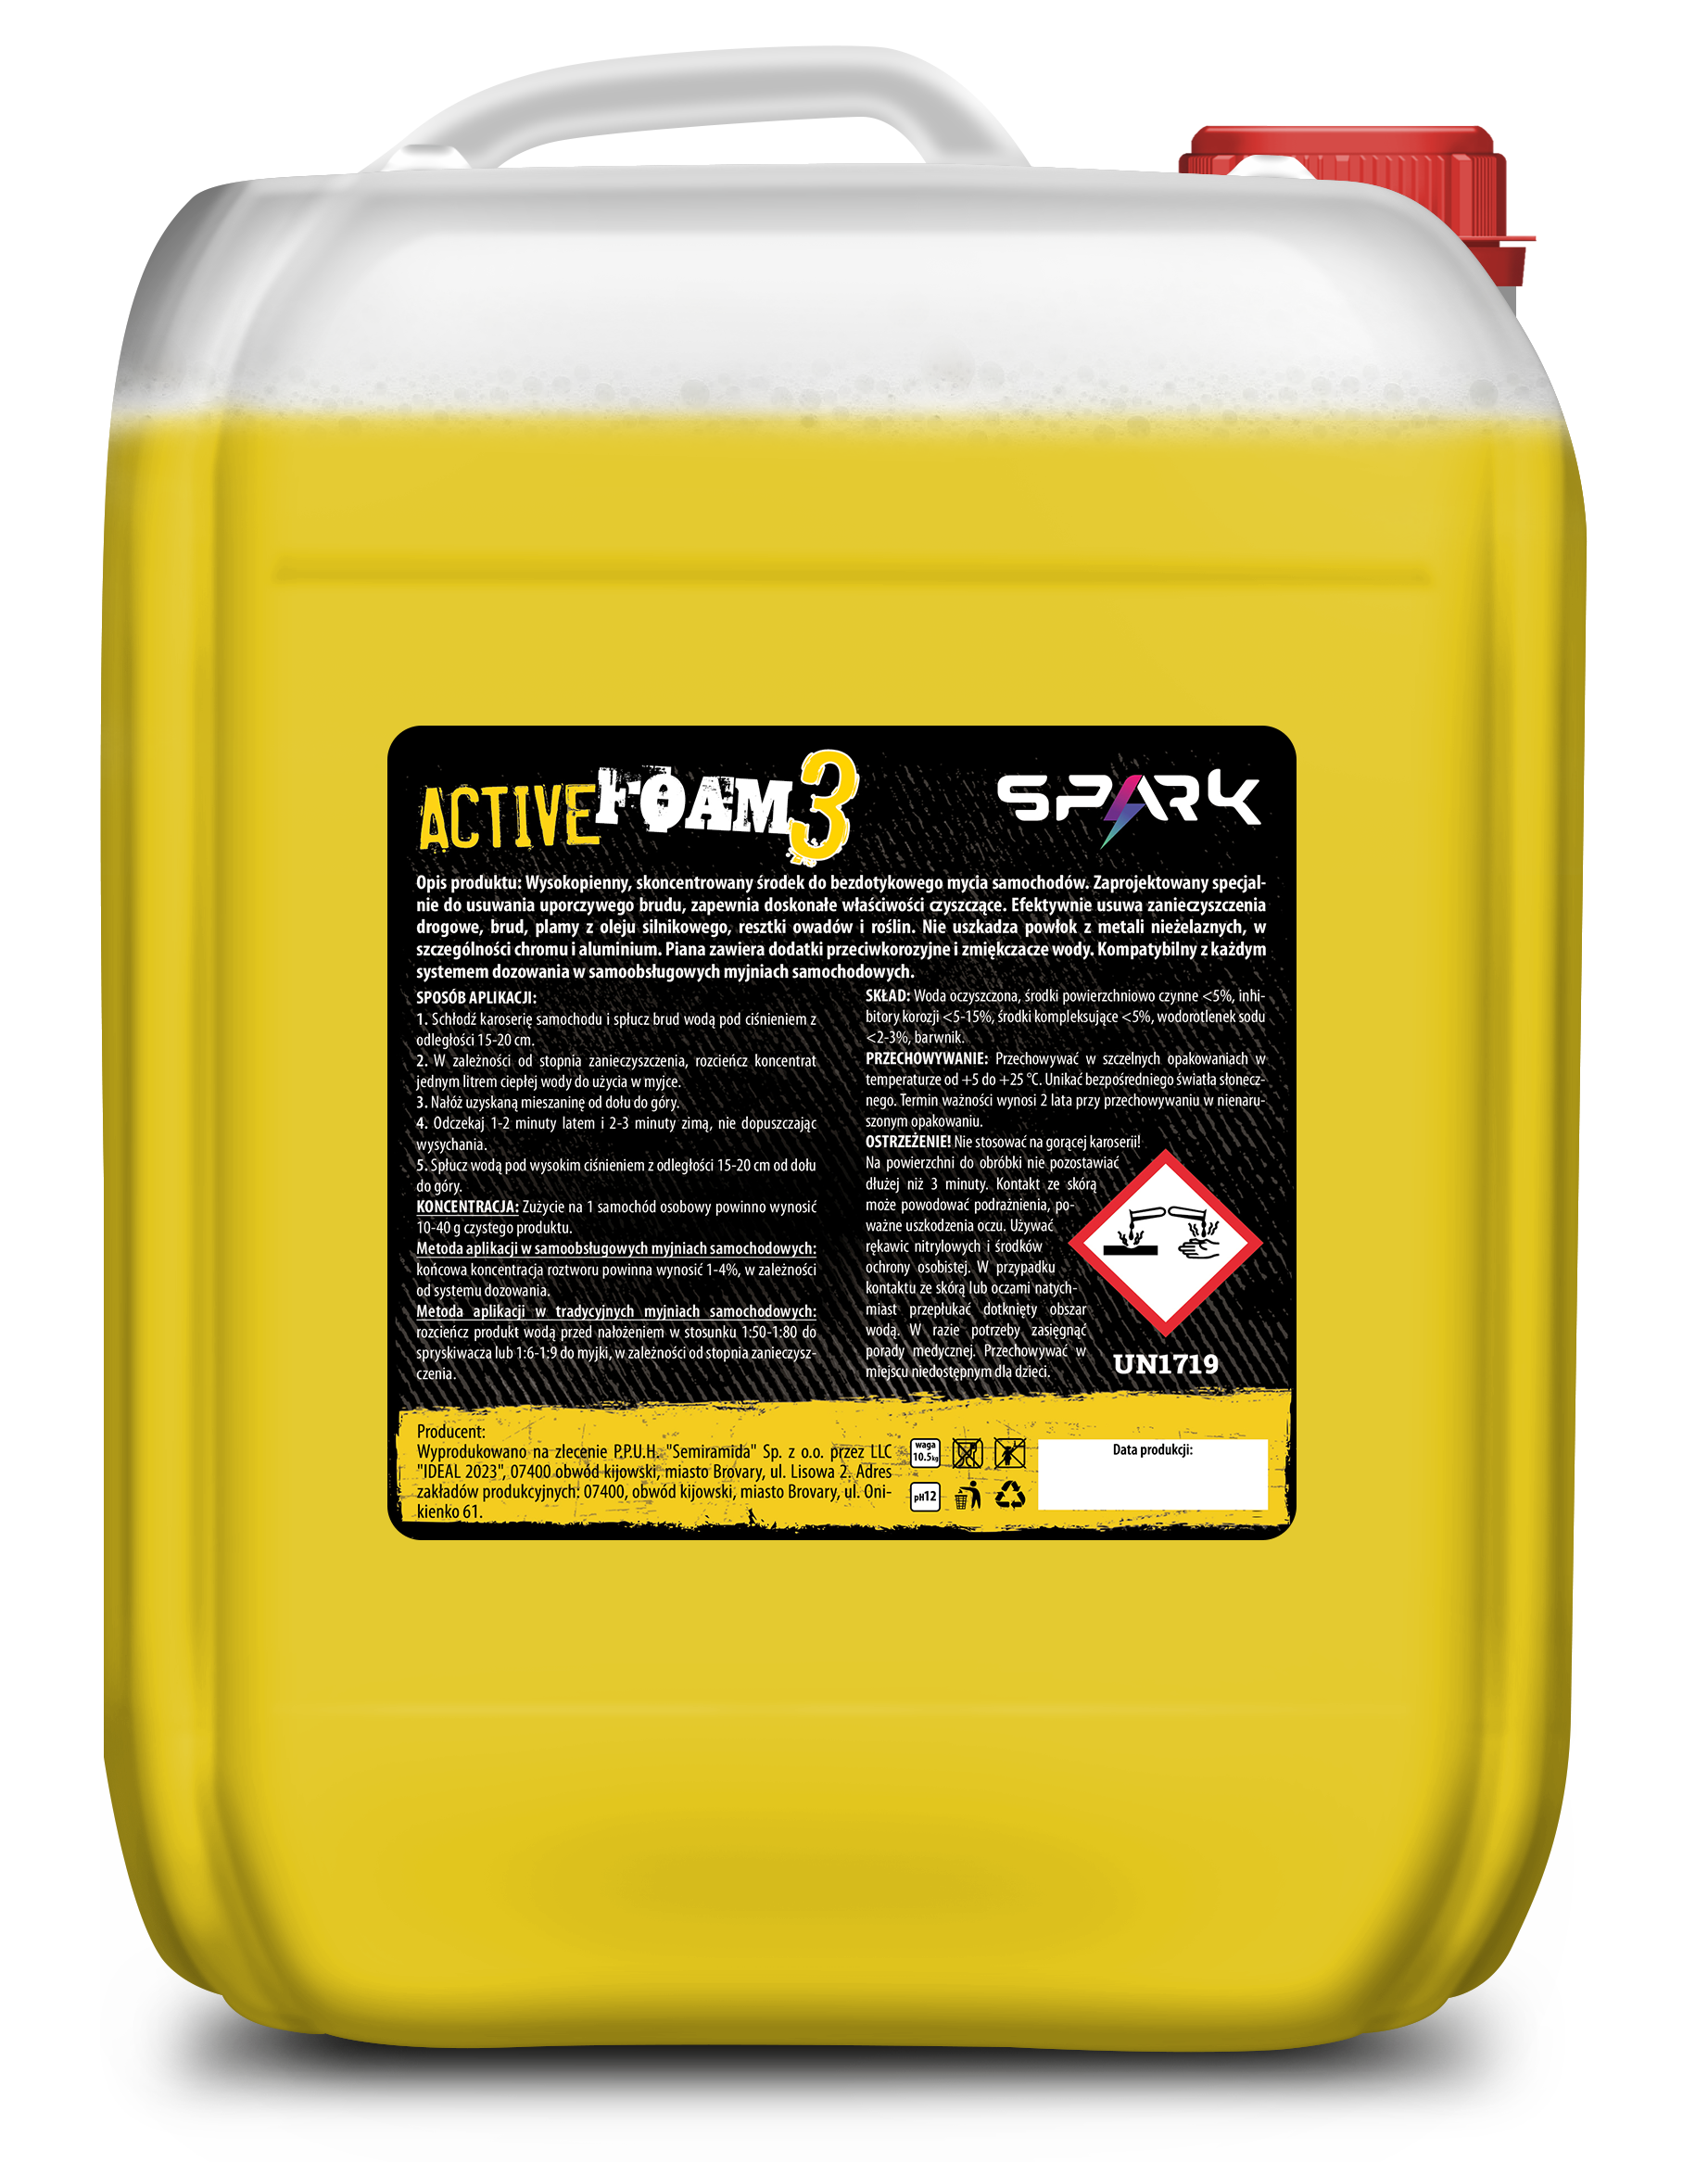 ACTIVE FOAM 3
SPARK
Opis produktu: Wysokopienny, skoncentrowany środek do bezdotykowego mycia samochodów. Zaprojektowany specjal-
nie do usuwania uporczywego brudu, zapewnia doskonałe właściwości czyszczące. Efektywnie usuwa zanieczyszczenia
drogowe, brud, plamy z oleju silnikowego, resztki owadów i roślin. Nie uszkadza powłok z metali nieżelaznych, w
szczególności chromu i aluminium. Piana zawiera dodatki przeciwkorozyjne i zmiękczacze wody. Kompatybilny z każdym
systemem dozowania w samoobsługowych myjniach samochodowych.
SPOSÓB APLIKACJI:
1. Schłodź karoserię samochodu i spłucz brud wodą pod ciśnieniem z
odległości 15-20 cm.
2. W zależności od stopnia zanieczyszczenia, rozcieńcz koncentrat
jednym litrem ciepłej wody do użycia w myjce.
3. Nałóż uzyskaną mieszaninę od dołu do góry.
4. Odczekaj 1-2 minuty latem i 2-3 minuty zimą, nie dopuszczając
wysychania.
5. Spłucz wodą pod wysokim ciśnieniem z odległości 15-20 cm od dołu
do góry.
KONCENTRACJA: Zużycie na 1 samochód osobowy powinno wynosić
10-40 g czystego produktu.
Metoda aplikacji w samoobsługowych myjniach samochodowych:
końcowa koncentracja roztworu powinna wynosić 1-4%, w zależności
od systemu dozowania.
Metoda aplikacji w tradycyjnych myjniach samochodowych:
rozcieńcz produkt wodą przed nałożeniem w stosunku 1:50-1:80 do
spryskiwacza lub 1:6-1:9 do myjki, w zależności od stopnia zanieczysz-
czenia.
SKŁAD: Woda oczyszczona, środki powierzchniowo czynne <5%, inhi-
bitory korozji <5-15%, środki kompleksujące <5%, wodorotlenek sodu
<2-3%, barwnik.
PRZECHOWYWANIE: Przechowywać w szczelnych opakowaniach w
temperaturze od +5 do +25 °C. Unikać bezpośredniego światła słonecz-
nego. Termin ważności wynosi 2 lata przy przechowywaniu w nienaru-
szonym opakowaniu.
OSTRZEŻENIE! Nie stosować na gorącej karoserii!
Na powierzchni do obróbki nie pozostawiać
dłużej niż 3 minuty. Kontakt ze skórą
może powodować podrażnienia, po-
ważne uszkodzenia oczu. Używać
rękawic nitrylowych i środków
ochrony osobistej. W przypadku
kontaktu ze skórą lub oczami natych-
miast przepłukać dotknięty obszar
wodą. W razie potrzeby zasięgnąć
porady medycznej. Przechowywać w
miejscu niedostępnym dla dzieci.
UN1719
Producent:
Wyprodukowano na zlecenie P.P.U.H. "Semiramida" Sp. z o.o. przez LLC
"IDEAL 2023", 07400 obwód kijowski, miasto Brovary, ul. Lisowa 2. Adres
zakładów produkcyjnych: 07400, obwód kijowski, miasto Brovary, ul. Oni-
kienko 61.
waga
10.5kg
pH12
Data produkcji: